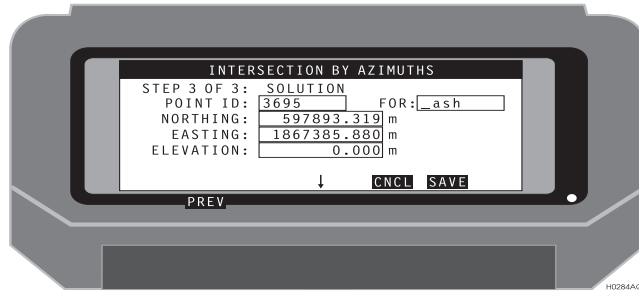 INTERSECTION BY AZIMUTHS
STEP 3 OF 3: SOLUTION
POINT ID: 3695 FOR: _ash
NORTHING: 597893.319 m
EASTING: 1867385.880 m
ELEVATION: 0.000 m
↓ CNCL SAVE
PREV
H0284A0